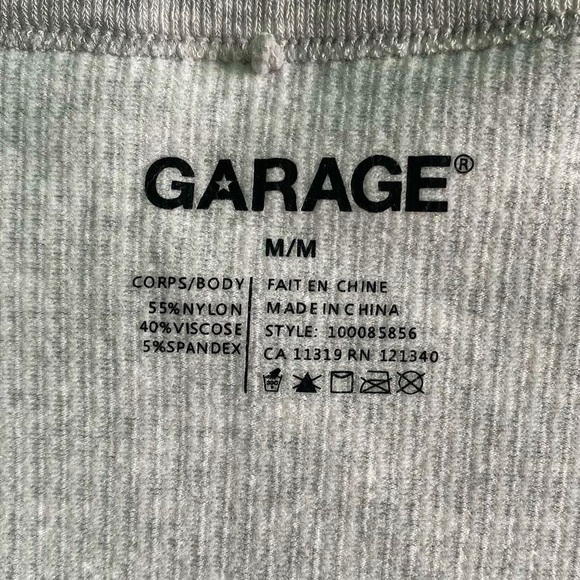 GARAGE®
M/M
CORPS/BODY
55%NYLON
40%VISCOSE
5%SPANDEX
FAIT EN CHINE
MADE IN CHINA
STYLE: 100085856
CA 11319 RN 121340